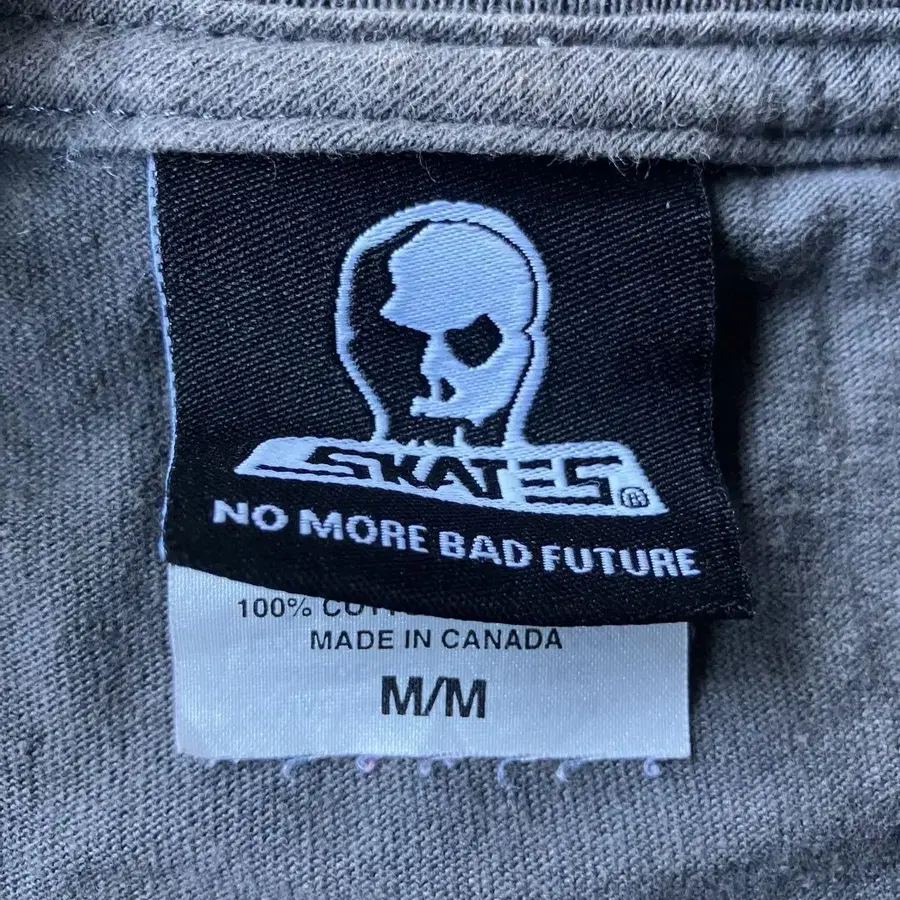 SKATES®
NO MORE BAD FUTURE
100%
MADE IN CANADA
M/M